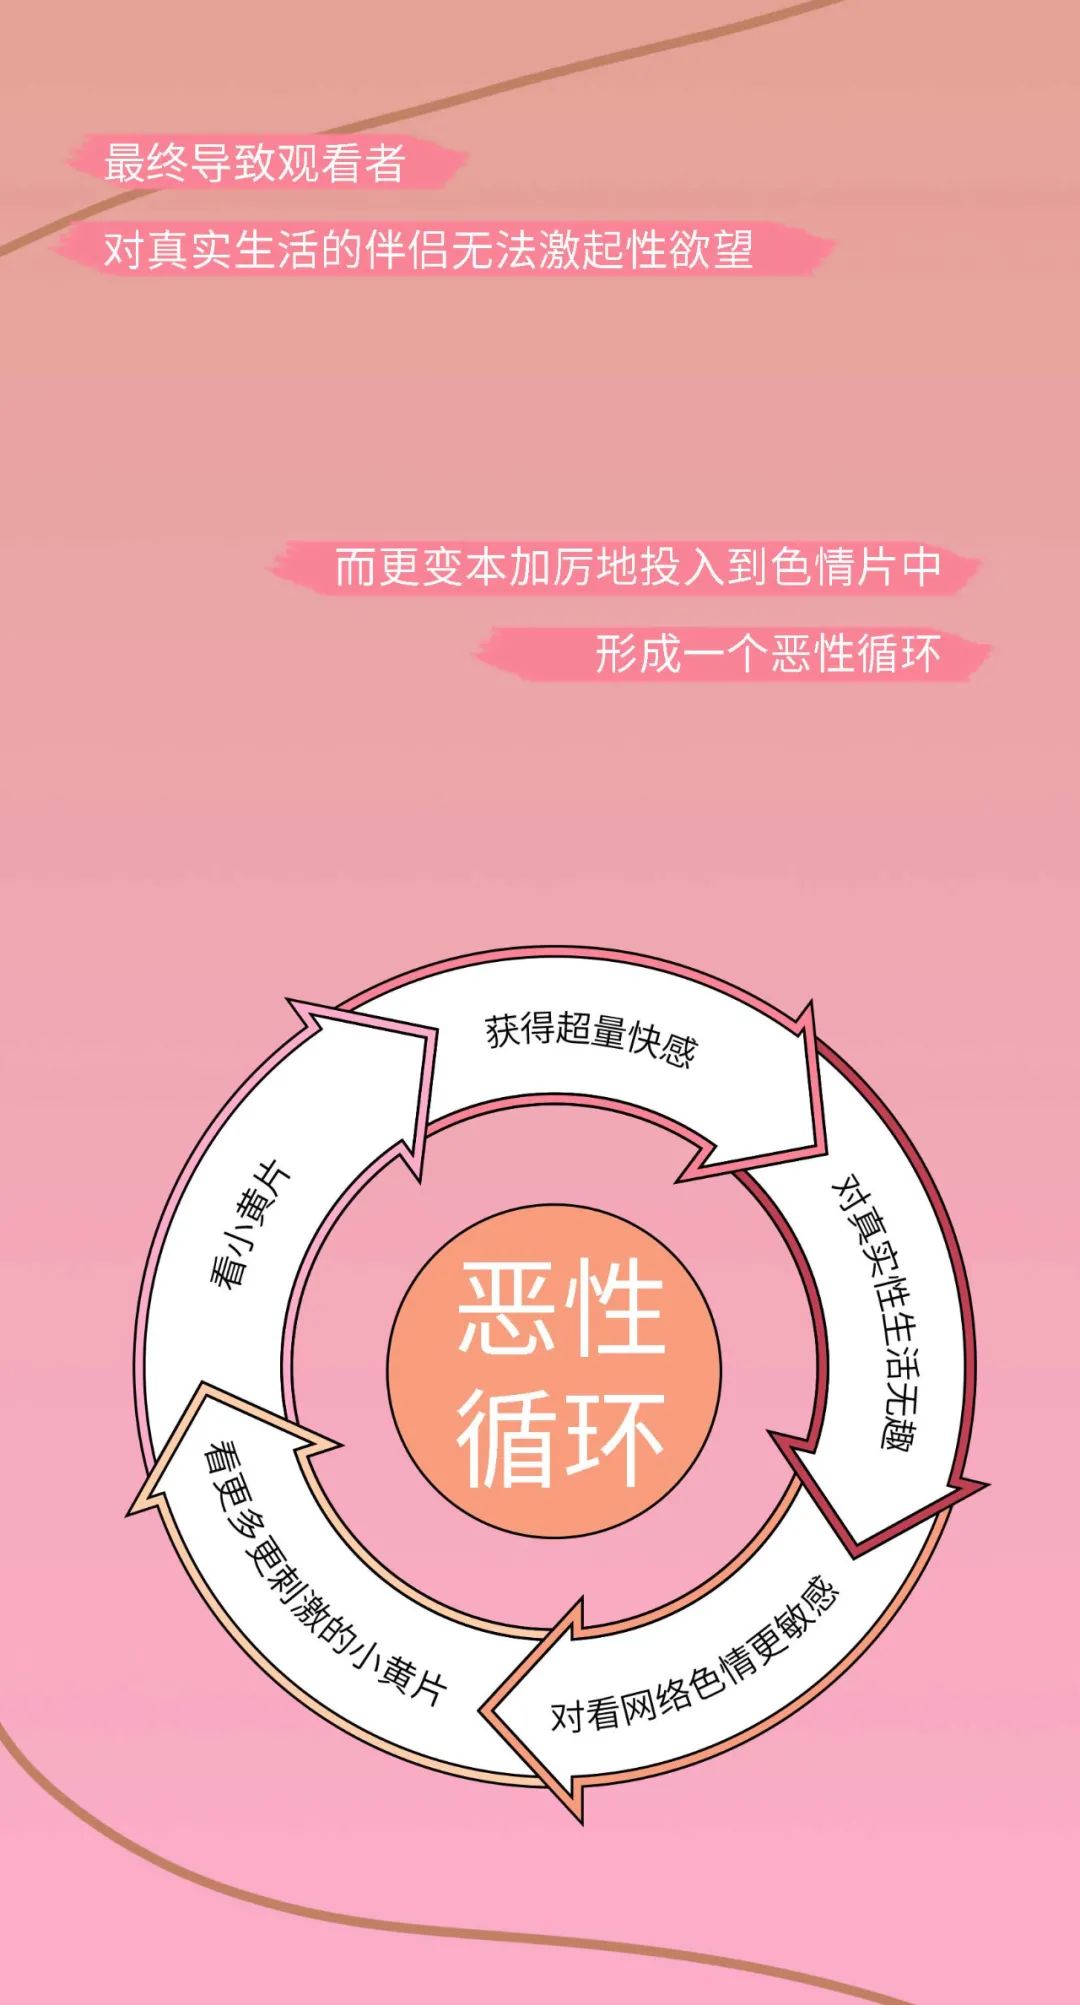 最终导致观看者
对真实生活的伴侣无法激起性欲望
而更变本加厉地投入到色情片中
形成一个恶性循环
获得超量快感
对真实性生活无趣
对看网络色情更敏感
看更多更刺激的小黄片
看小黄片
恶性
循环